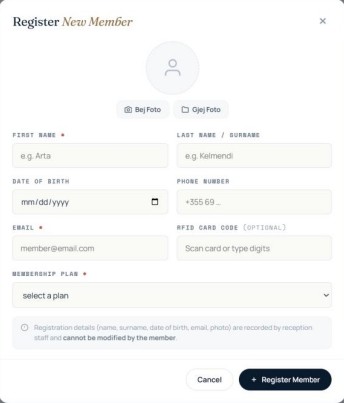 Register New Member
Bej Foto
Gjej Foto
FIRST NAME •
LAST NAME / SURNAME
e.g. Arta
e.g. Kelmendi
DATE OF BIRTH
PHONE NUMBER
mm/dd/yyyy
+355 69 ..
EMAIL •
RFID CARD CODE (OPTIONAL)
member@email.com
Scan card or type digits
MEMBERSHIP PLAN •
select a plan
Registration details (name, surname, date of birth, email, photo) are recorded by reception
staff and cannot be modified by the member.
Cancel
+ Register Member